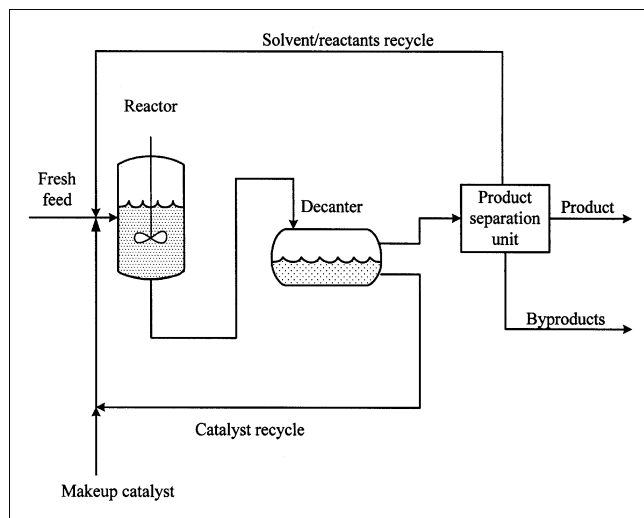 Solvent/reactants recycle
Reactor
Fresh
feed
Decanter
Product
separation
unit
Product
Byproducts
Catalyst recycle
Makeup catalyst